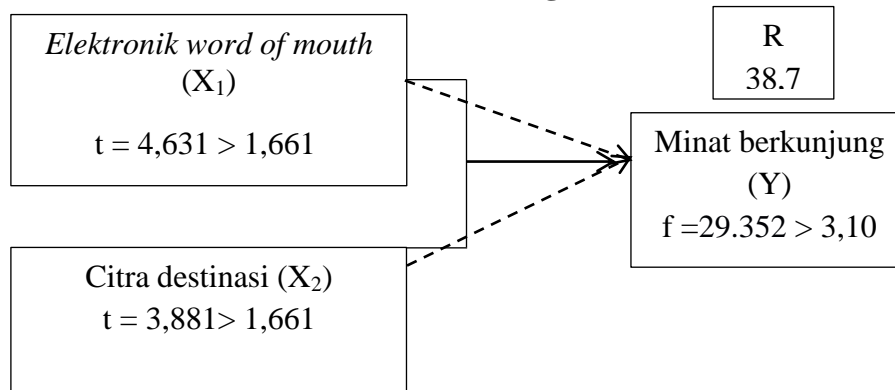 Elektronik word of mouth
(X₁)
t = 4,631 > 1,661
R
38,7
Minat berkunjung
(Y)
f =29.352 > 3,10
Citra destinasi (X₂)
t = 3,881> 1,661